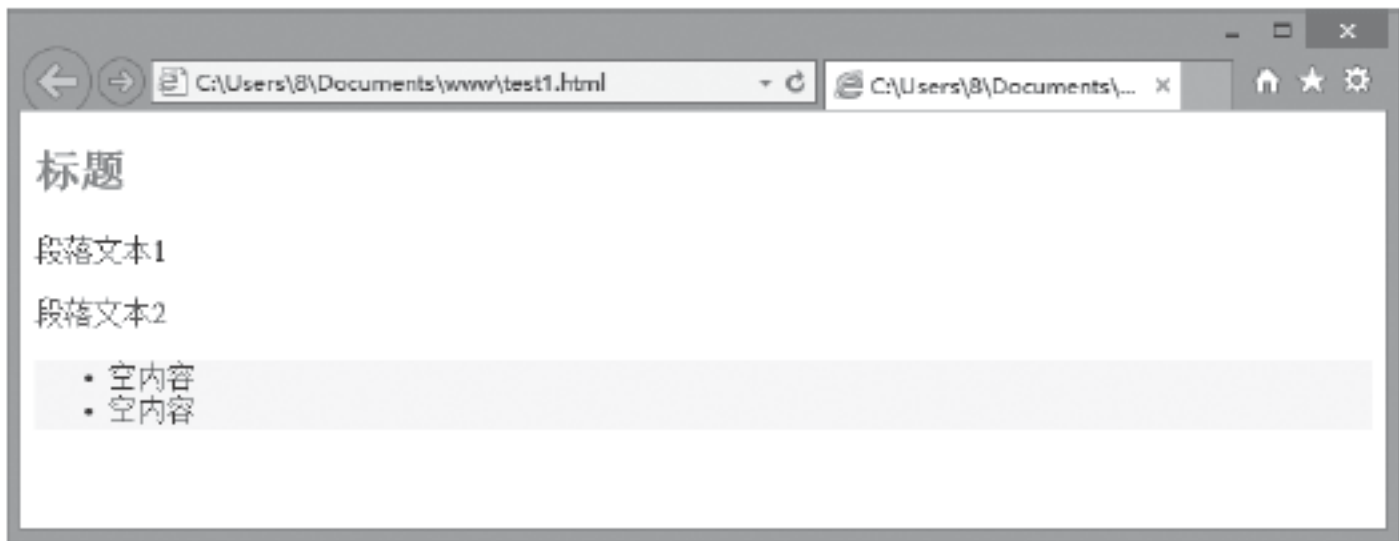 C:\Users\8\Documents\www\test1.html
C:\Users\8\Documents\...
标题
段落文本1
段落文本2
• 空内容
• 空内容